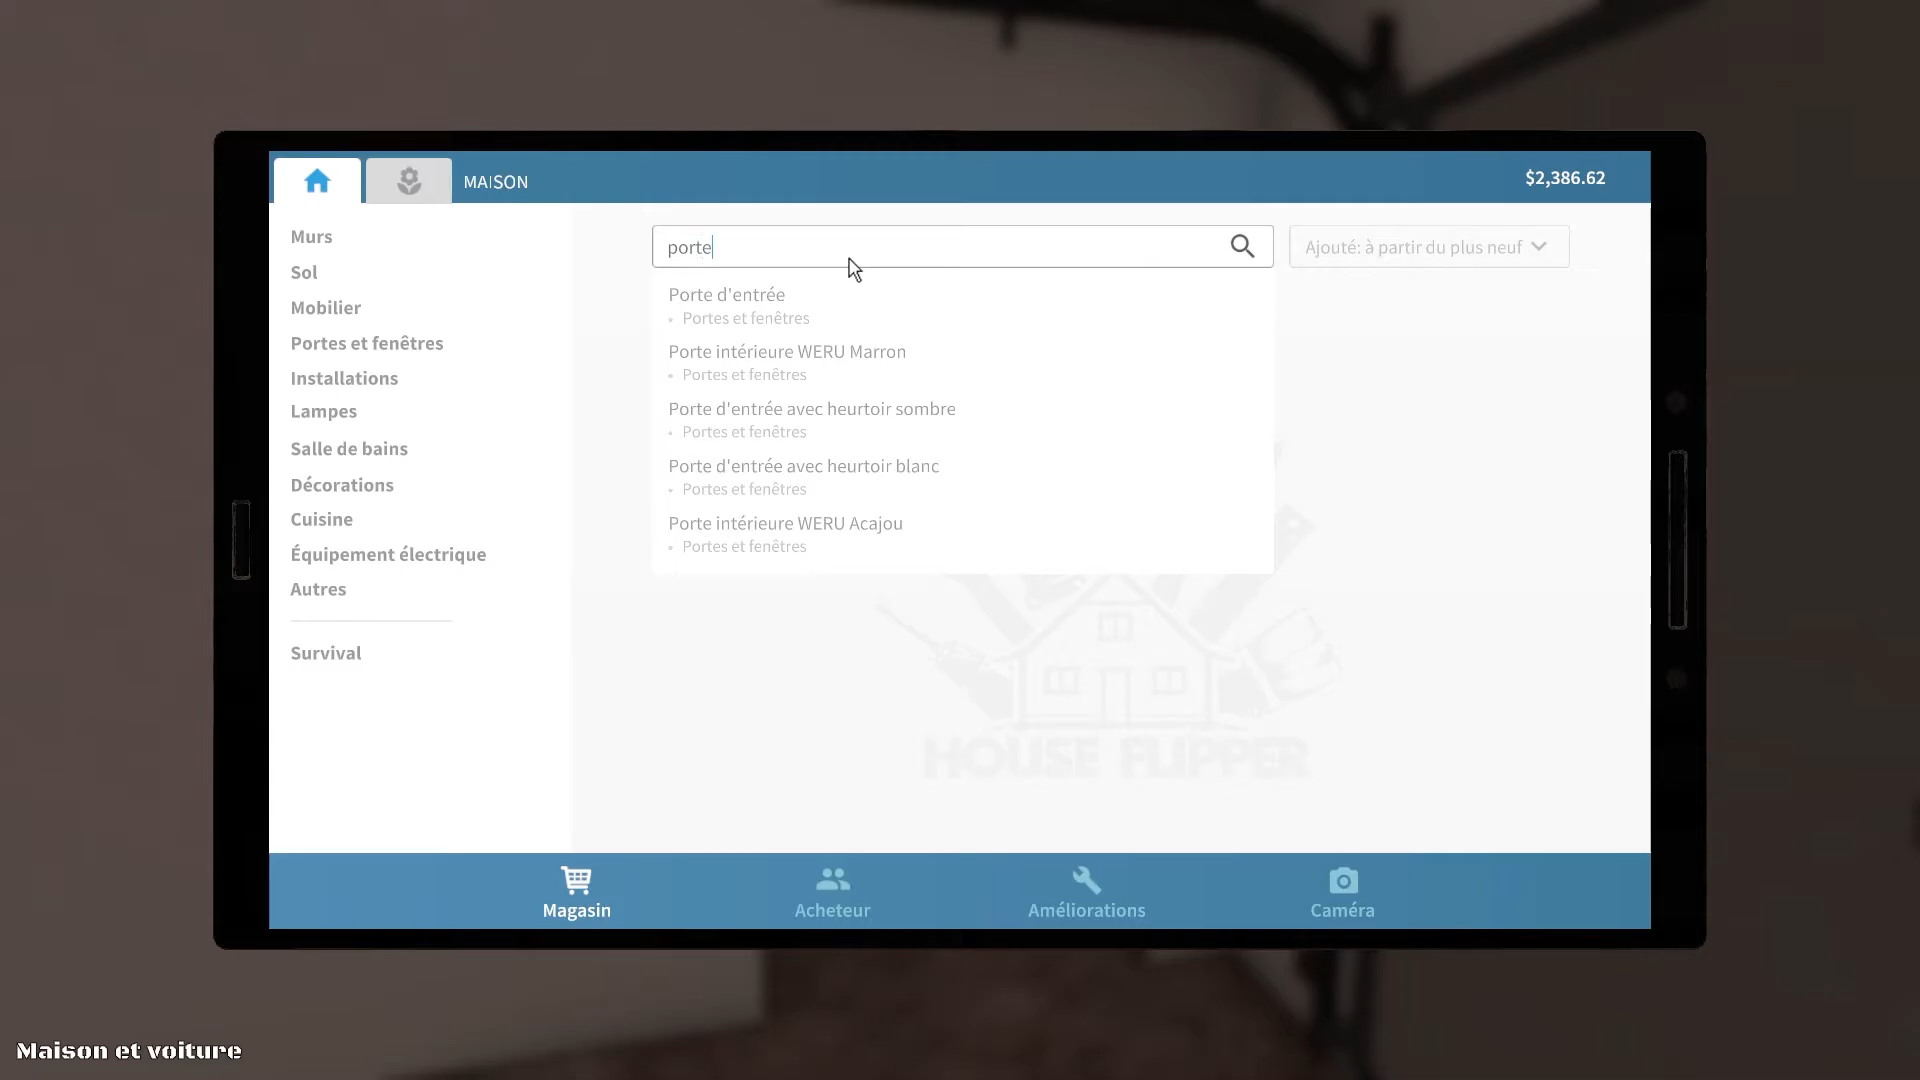 MAISON
$2,386.62
Murs
Sol
Mobilier
Portes et fenêtres
Installations
Lampes
Salle de bains
Décorations
Cuisine
Équipement électrique
Autres
Survival
porte
Ajouté: à partir du plus neuf
Porte d'entrée
Portes et fenêtres
Porte intérieure WERU Marron
Portes et fenêtres
Porte d'entrée avec heurtoir sombre
Portes et fenêtres
Porte d'entrée avec heurtoir blanc
Portes et fenêtres
Porte intérieure WERU Acajou
Portes et fenêtres
HOUSE FLIPPER
Magasin
Acheteur
Améliorations
Caméra
Maison et voiture